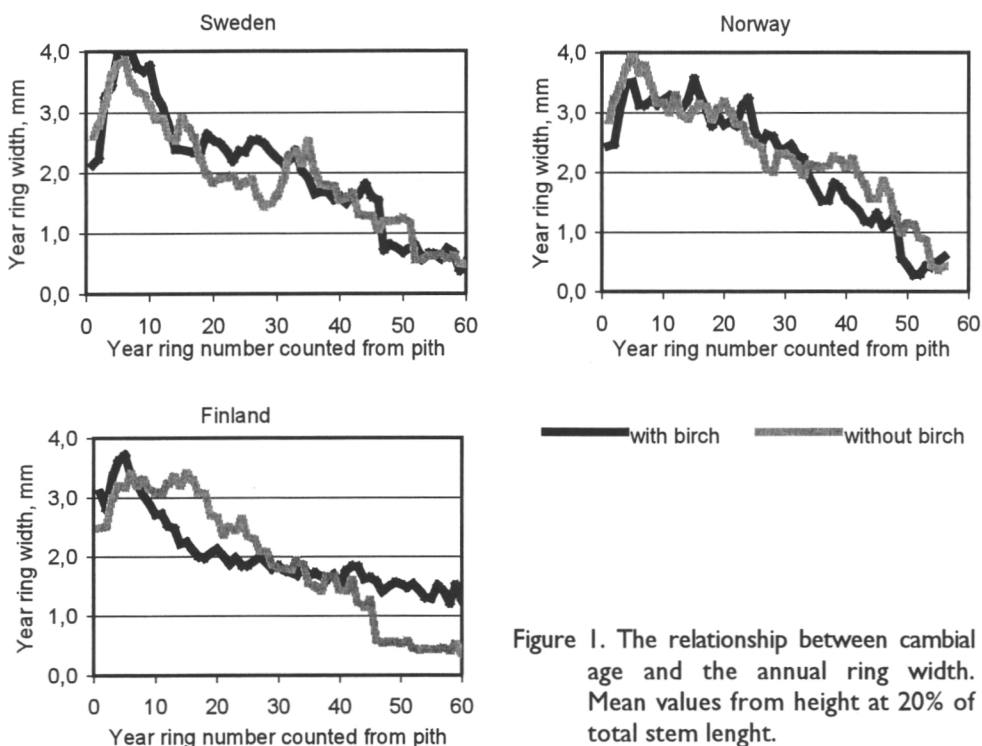 Sweden
4,0
3,0
2,0
1,0
0,0
Year ring width, mm
0 10 20 30 40 50 60
Year ring number counted from pith
Norway
4,0
3,0
2,0
1,0
0,0
Year ring width, mm
0 10 20 30 40 50 60
Year ring number counted from pith
Finland
4,0
3,0
2,0
1,0
0,0
Year ring width, mm
0 10 20 30 40 50 60
Year ring number counted from pith
with birch without birch
Figure 1. The relationship between cambial
age and the annual ring width.
Mean values from height at 20% of
total stem lenght.